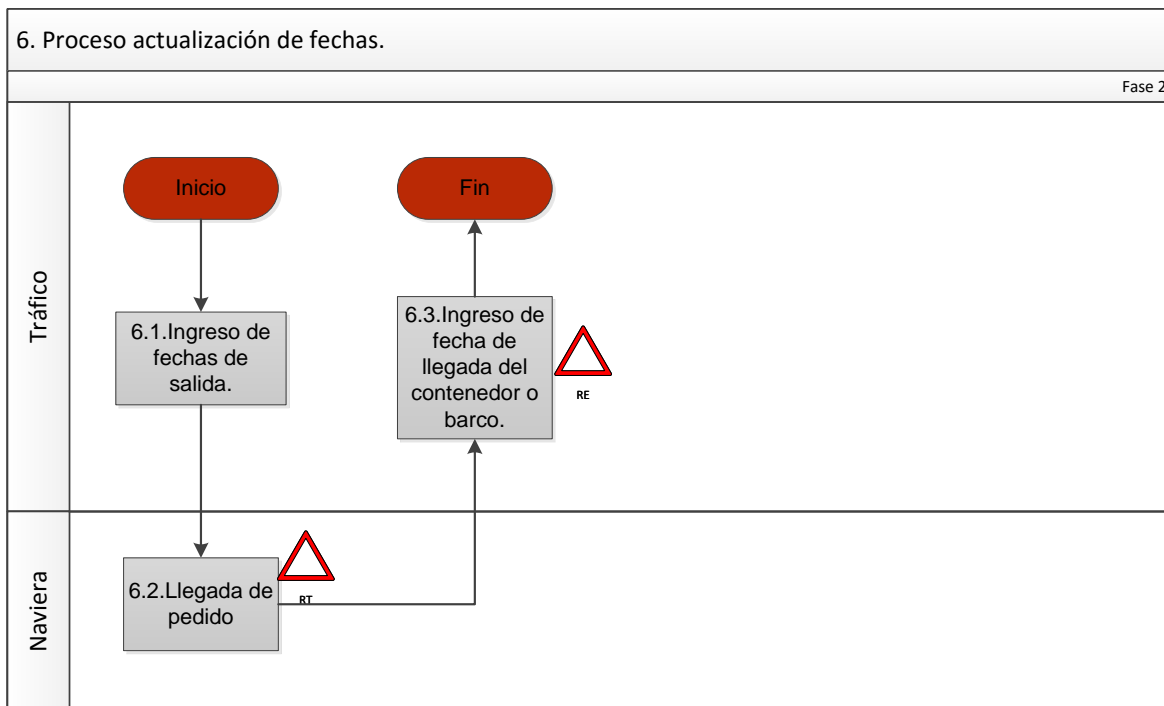 6. Proceso actualización de fechas.
Fase 2
Tráfico
Inicio
6.1.Ingreso de
fechas de
salida.
Fin
6.3.Ingreso de
fecha de
llegada del
contenedor o
barco.
RE
Naviera
6.2.Llegada de
pedido
RT